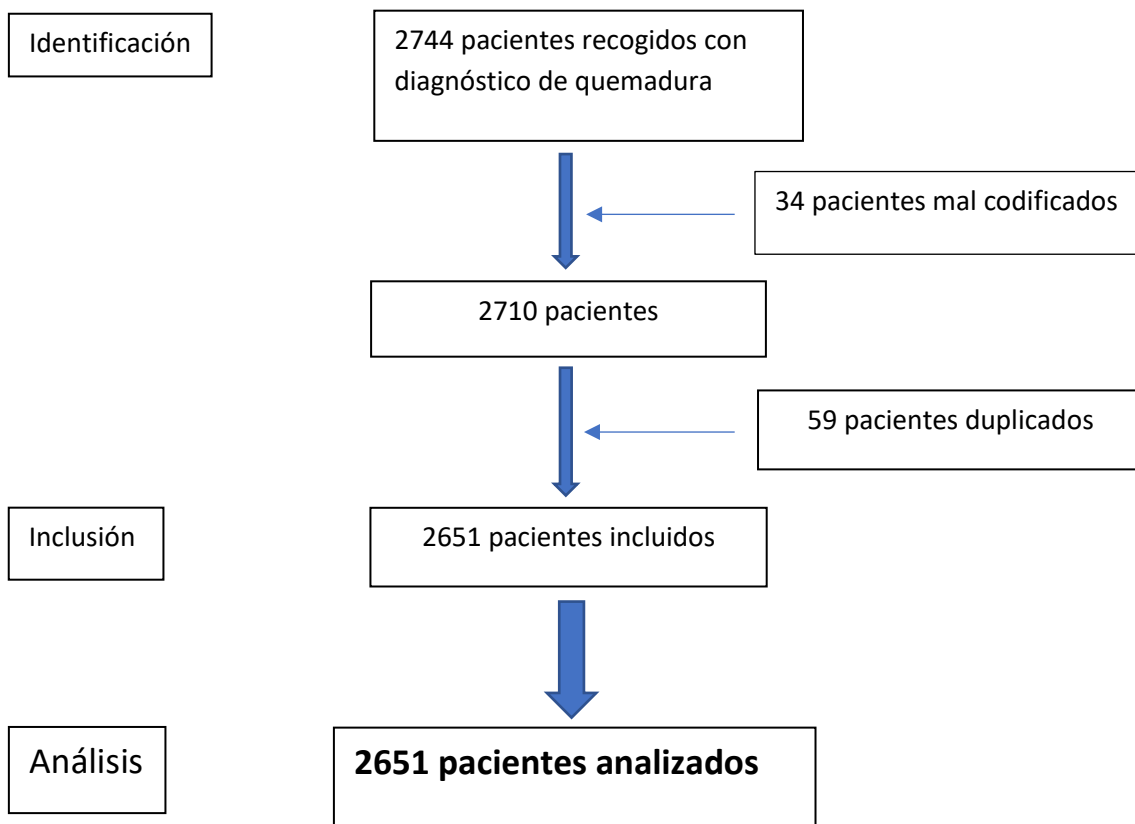 Identificación
2744 pacientes recogidos con
diagnóstico de quemadura
34 pacientes mal codificados
2710 pacientes
59 pacientes duplicados
Inclusión
2651 pacientes incluidos
Análisis
2651 pacientes analizados